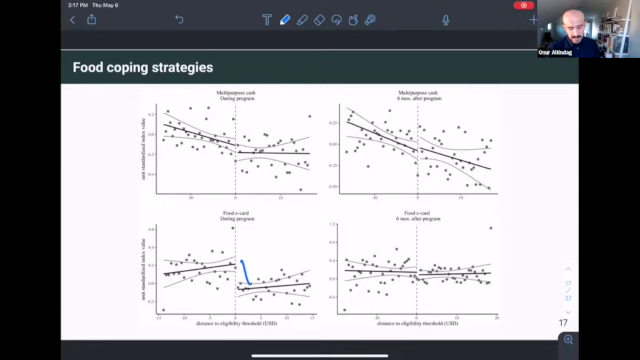 3:17 PM Thu May 6
Onur Altindag
Food coping strategies
Multipurpose cash
During program
Multipurpose cash
6 mos. after program
unit standardized index value
Food e-card
During program
Food e-card
6 mos. after program
unit standardized index value
distance to eligibility threshold (USD)
distance to eligibility threshold (USD)
17
/
27
17